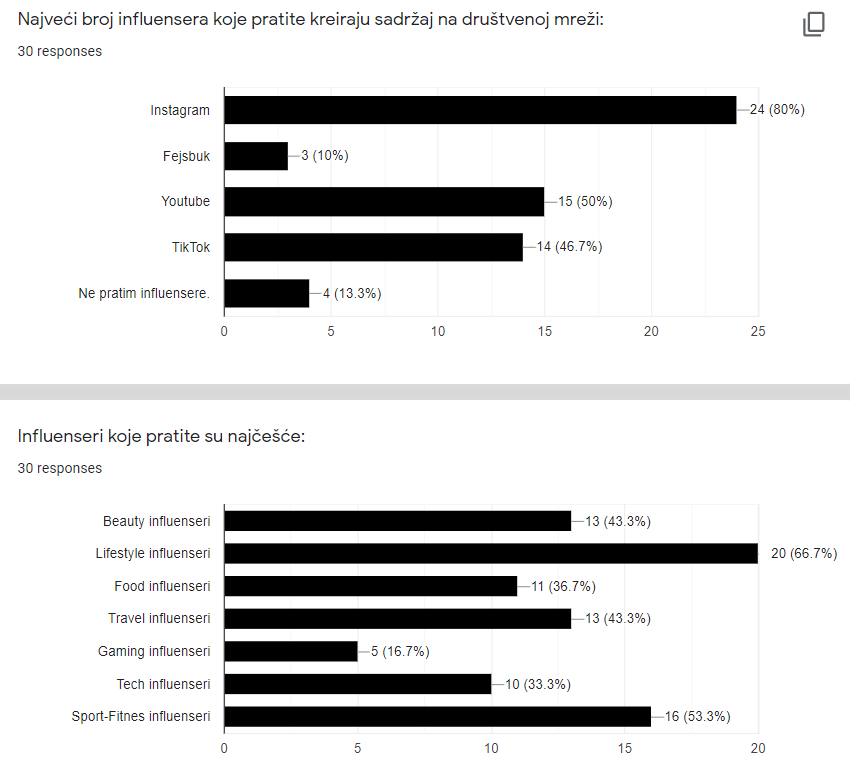 Najveći broj influensera koje pratite kreiraju sadržaj na društvenoj mreži:
30 responses
Instagram 24 (80%)
Fejsbuk 3 (10%)
Youtube 15 (50%)
TikTok 14 (46.7%)
Ne pratim influensere. 4 (13.3%)
0 5 10 15 20 25
Influenseri koje pratite su najčešće:
30 responses
Beauty influenseri 13 (43.3%)
Lifestyle influenseri 20 (66.7%)
Food influenseri 11 (36.7%)
Travel influenseri 13 (43.3%)
Gaming influenseri 5 (16.7%)
Tech influenseri 10 (33.3%)
Sport-Fitnes influenseri 16 (53.3%)
0 5 10 15 20